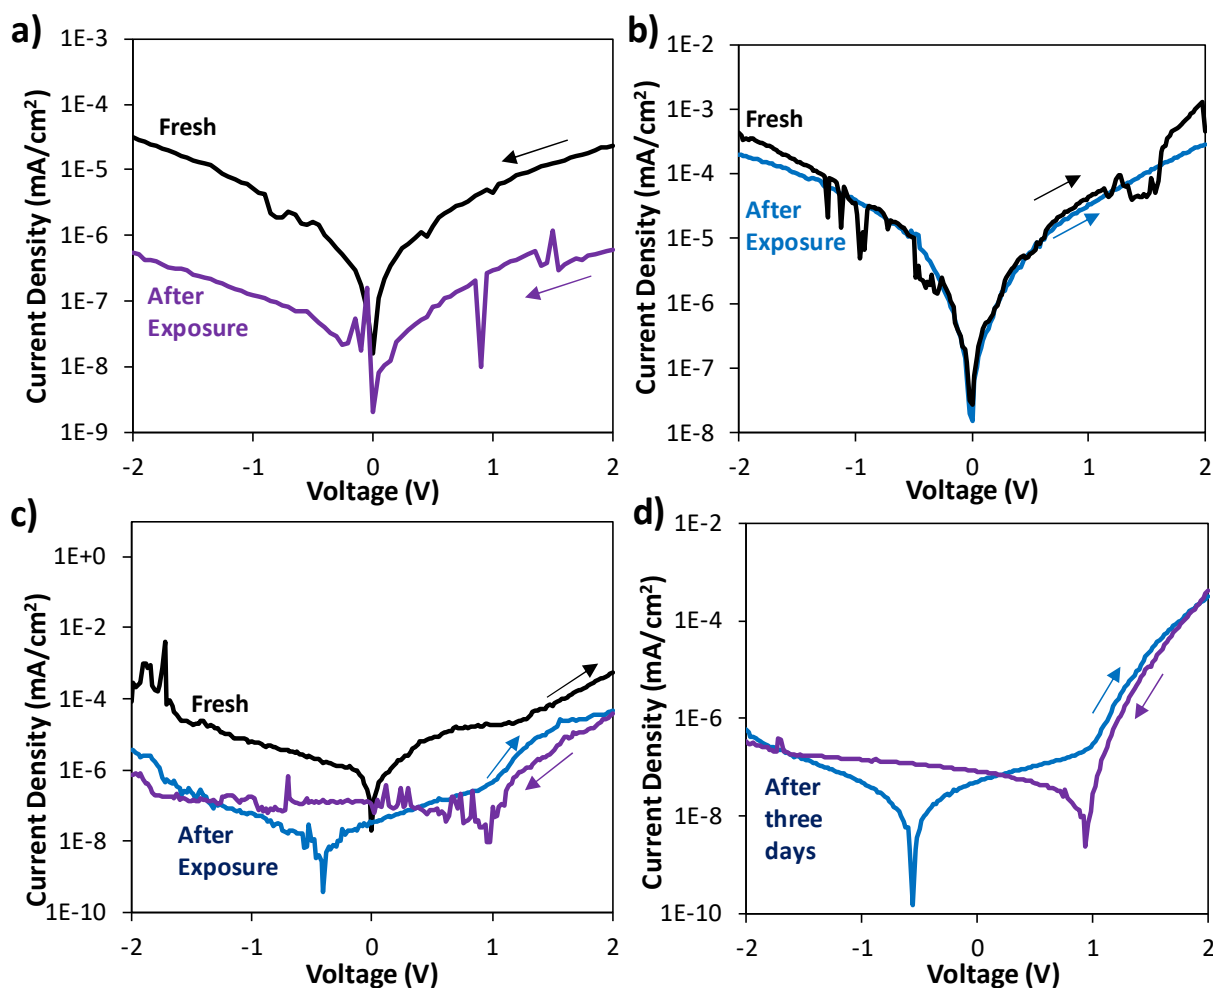 a)
1E-3
1E-4
1E-5
1E-6
1E-7
1E-8
1E-9
Current Density (mA/cm²)
Fresh
After
Exposure
-2 -1 0 1 2
Voltage (V)
b)
1E-2
1E-3
1E-4
1E-5
1E-6
1E-7
1E-8
Current Density (mA/cm²)
Fresh
After
Exposure
-2 -1 0 1 2
Voltage (V)
c)
1E+0
1E-2
1E-4
1E-6
1E-8
1E-10
Current Density (mA/cm²)
Fresh
After
Exposure
-2 -1 0 1 2
Voltage (V)
d)
1E-2
1E-4
1E-6
1E-8
1E-10
Current Density (mA/cm²)
After
three
days
-2 -1 0 1 2
Voltage (V)